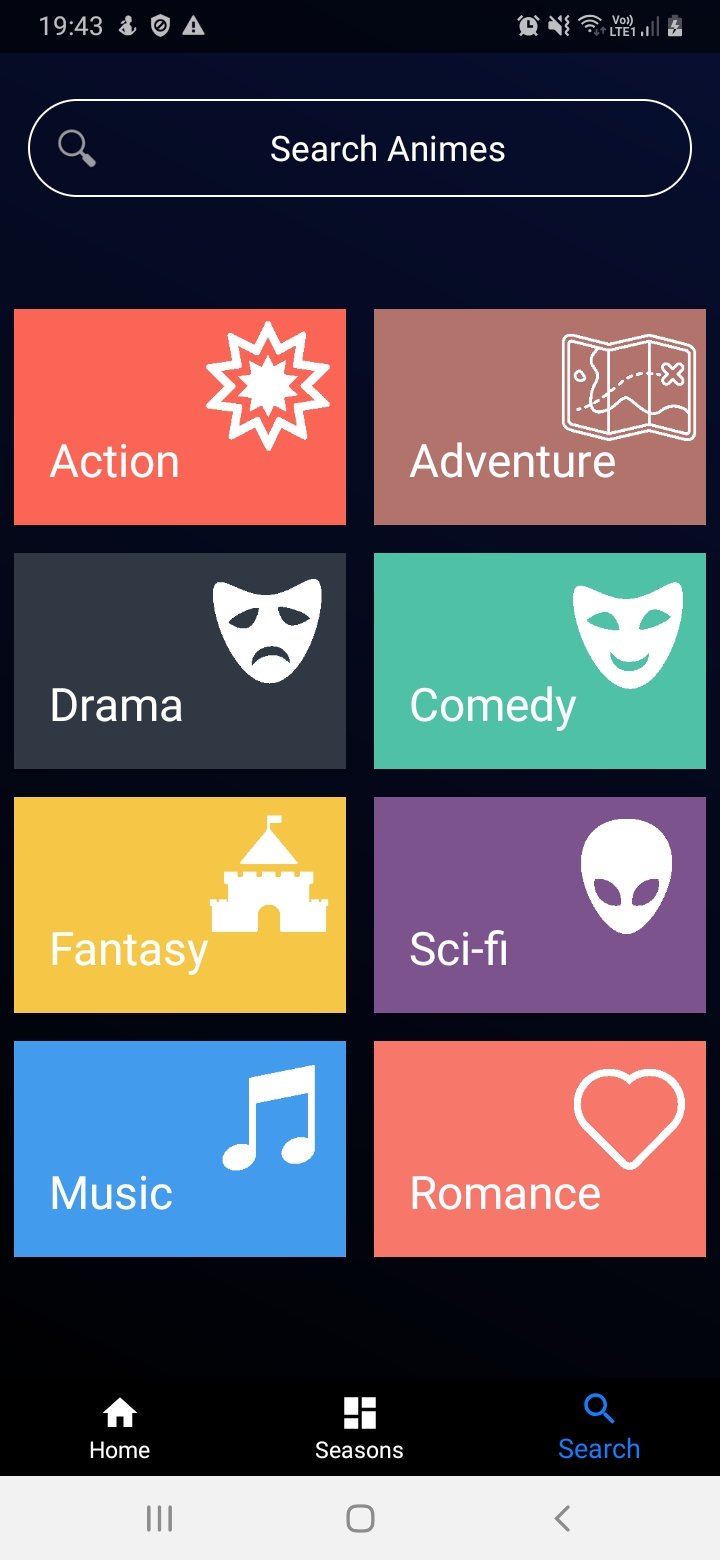 19:43
Vo)) LTE1
Search Animes
Action
Adventure
Drama
Comedy
Fantasy
Sci-fi
Music
Romance
Home
Seasons
Search